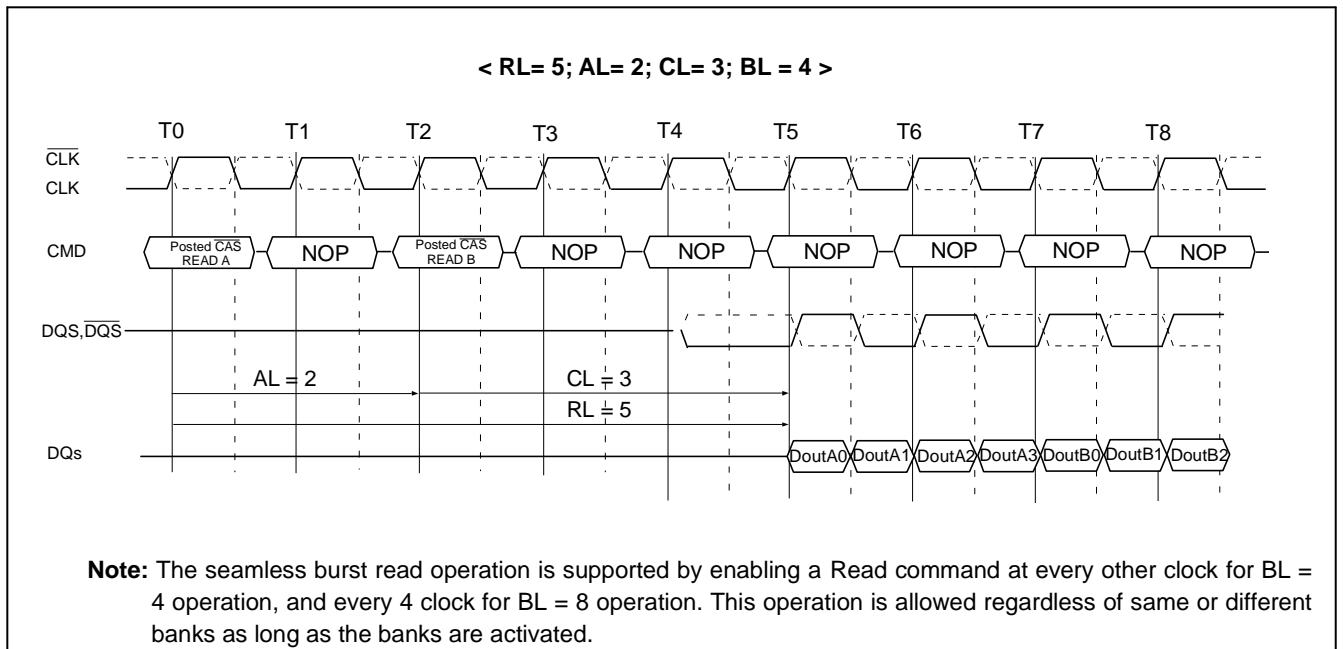 < RL= 5; AL= 2; CL= 3; BL = 4 >
T0 T1 T2 T3 T4 T5 T6 T7 T8
CLK
CLK
CMD
Posted CAS
READ A
NOP
Posted CAS
READ B
NOP
NOP
NOP
NOP
NOP
NOP
DQS,DQS
AL = 2
CL = 3
RL = 5
DQs
DoutA0 DoutA1 DoutA2 DoutA3 DoutB0 DoutB1 DoutB2
Note: The seamless burst read operation is supported by enabling a Read command at every other clock for BL =
4 operation, and every 4 clock for BL = 8 operation. This operation is allowed regardless of same or different
banks as long as the banks are activated.